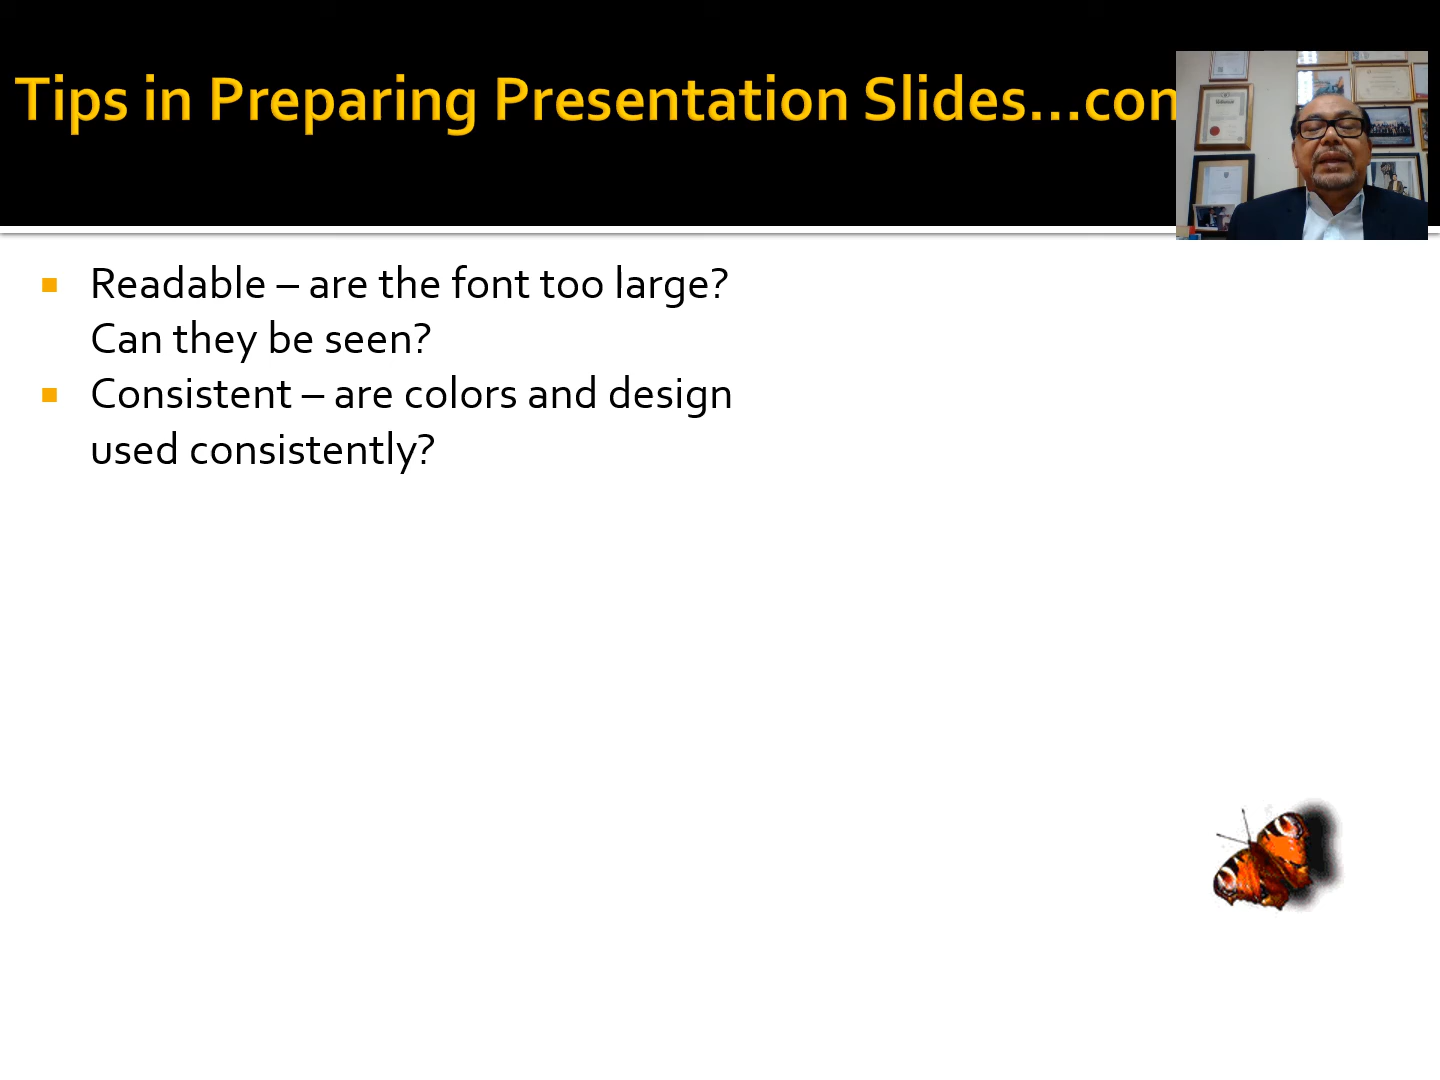 Tips in Preparing Presentation Slides...con
Readable – are the font too large?
Can they be seen?
Consistent – are colors and design
used consistently?